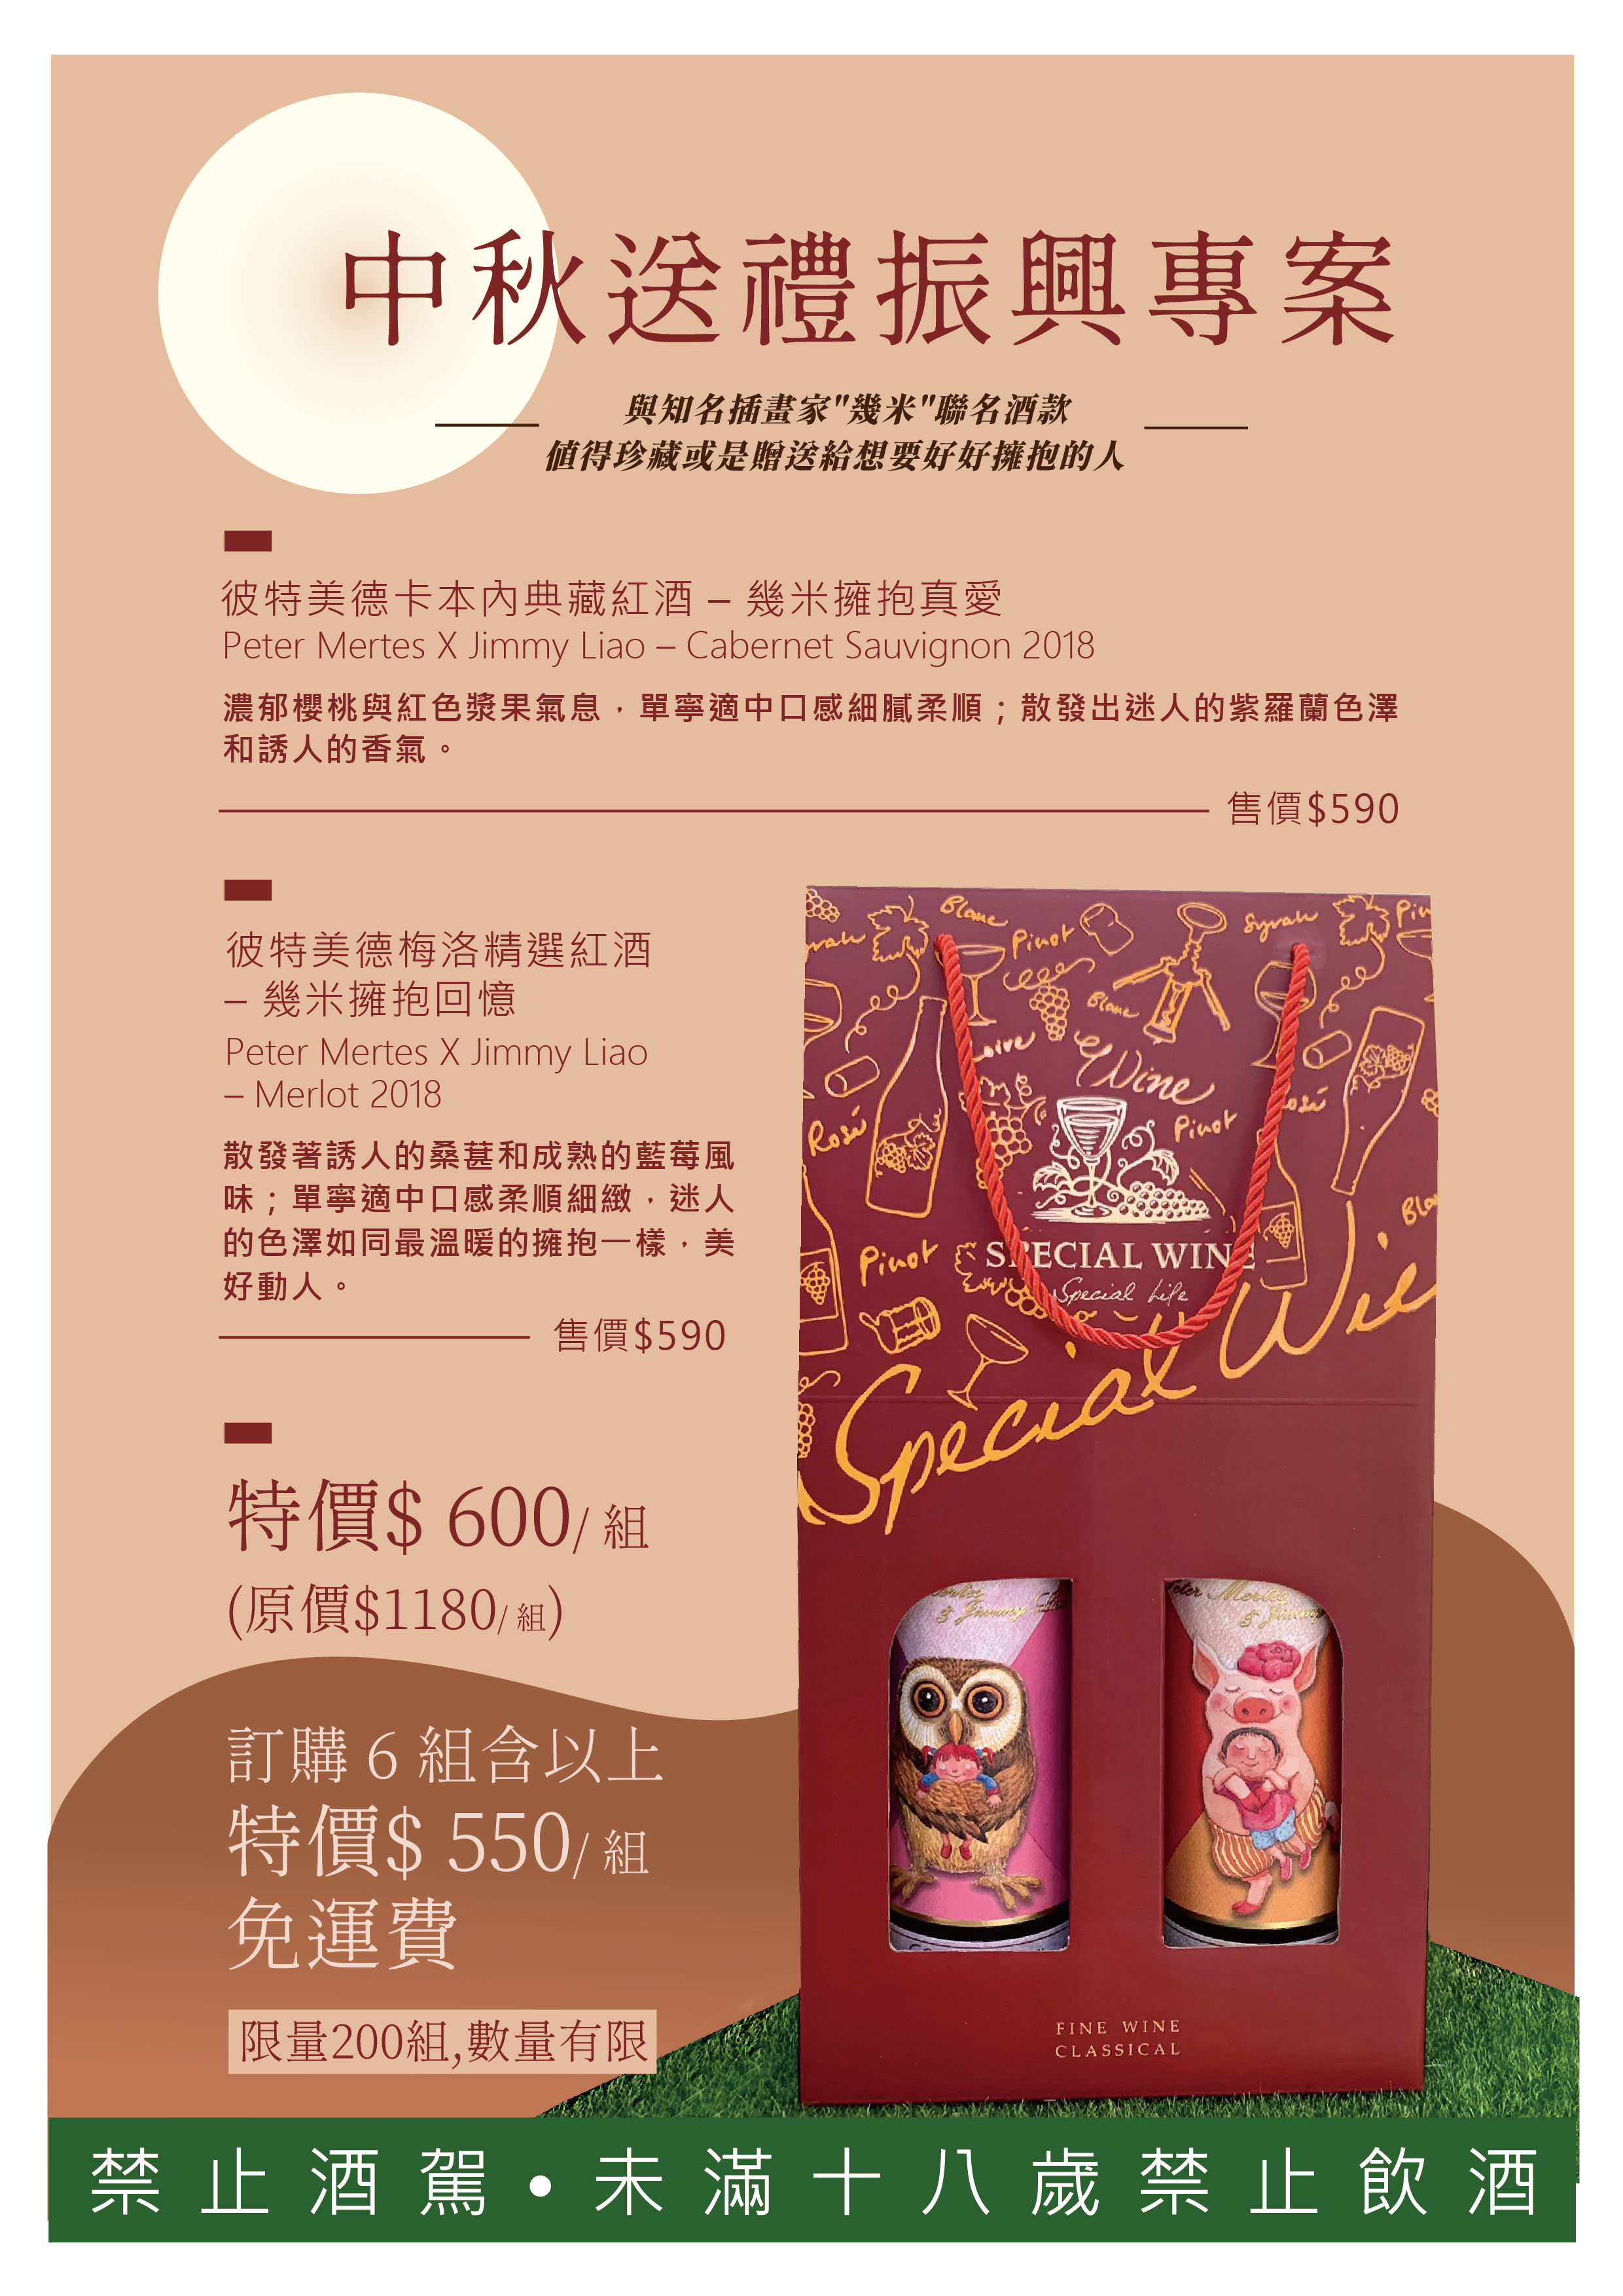 中秋送禮振興專案
與知名插畫家"幾米"聯名酒款
值得珍藏或是贈送給想要好好擁抱的人
彼特美德卡本內典藏紅酒 – 幾米擁抱真愛
Peter Mertes X Jimmy Liao – Cabernet Sauvignon 2018
濃郁櫻桃與紅色漿果氣息，單寧適中口感細膩柔順；散發出迷人的紫羅蘭色澤
和誘人的香氣。
售價$590
彼特美德梅洛精選紅酒
– 幾米擁抱回憶
Peter Mertes X Jimmy Liao
– Merlot 2018
散發著誘人的桑葚和成熟的藍莓風
味；單寧適中口感柔順細緻，迷人
的色澤如同最溫暖的擁抱一樣，美
好動人。
售價$590
特價$ 600/ 組
(原價$1180/ 組)
訂購 6 組含以上
特價$ 550/ 組
免運費
限量200組,數量有限
Blanc
Pinot
Syrah
Pin
Blanc
Loire
Wine
Pinot
Rosé
Pinot
SPECIAL WINE
Special Life
Special Wine
Peter Mertes
& Jimmy
FINE WINE
CLASSICAL
禁止酒駕•未滿十八歲禁止飲酒